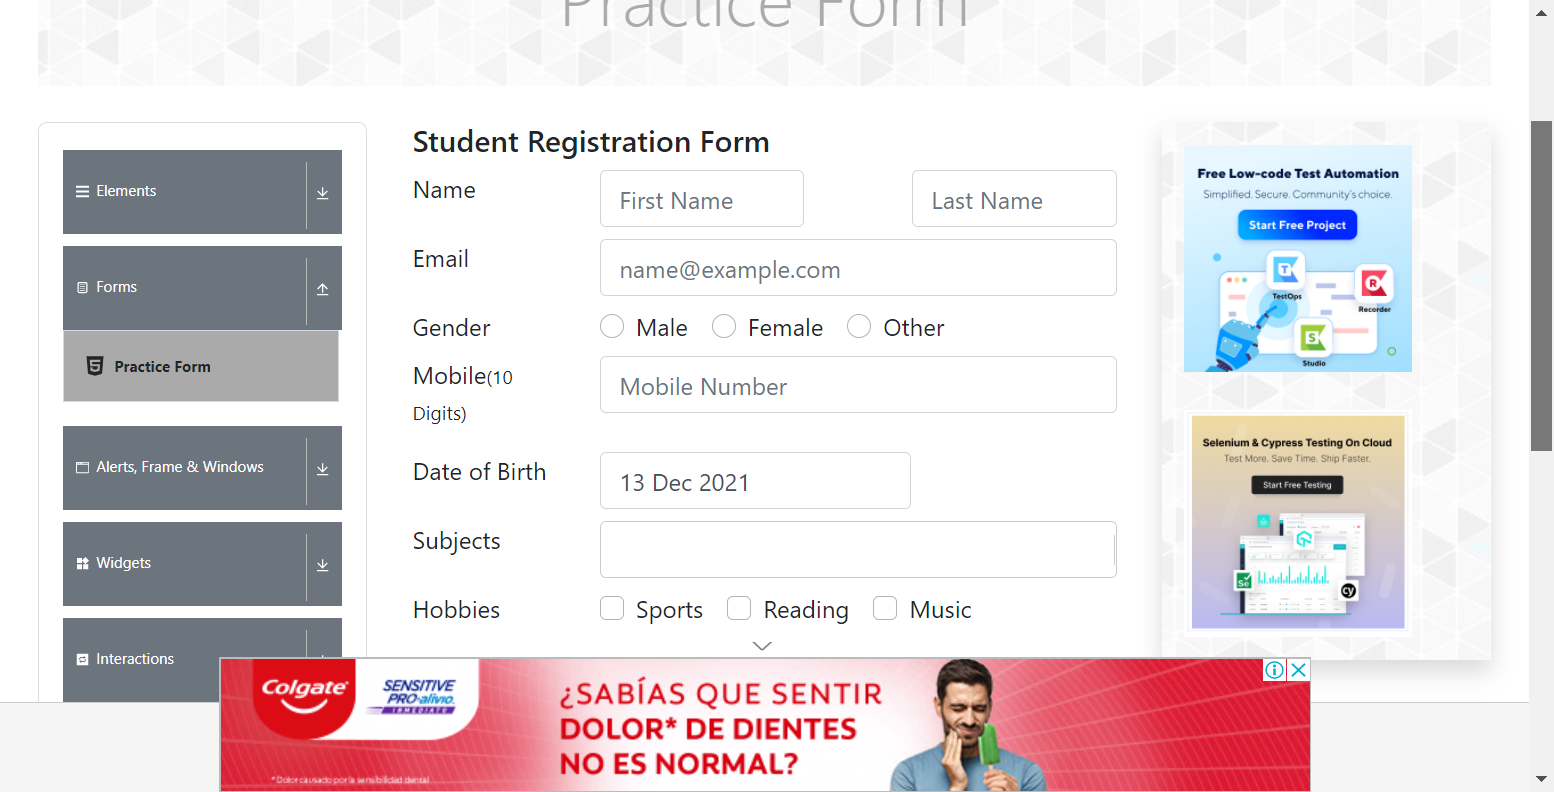 Practice Form
Elements
Forms
Practice Form
Alerts, Frame & Windows
Widgets
Interactions
Student Registration Form
Name
First Name
Last Name
Email
name@example.com
Gender
Male
Female
Other
Mobile(10
Digits)
Mobile Number
Date of Birth
13 Dec 2021
Subjects
Hobbies
Sports
Reading
Music
Free Low-code Test Automation
Simplified. Secure. Community's choice.
Start Free Project
TestOps
Recorder
Studio
Selenium & Cypress Testing On Cloud
Test More. Save Time. Ship Faster.
Start Free Testing
Se
cy
Colgate
SENSITIVE
PRO-alivio
INMEDIATO
¿SABÍAS QUE SENTIR
DOLOR* DE DIENTES
NO ES NORMAL?
*Dolor causado por la sensibilidad dental